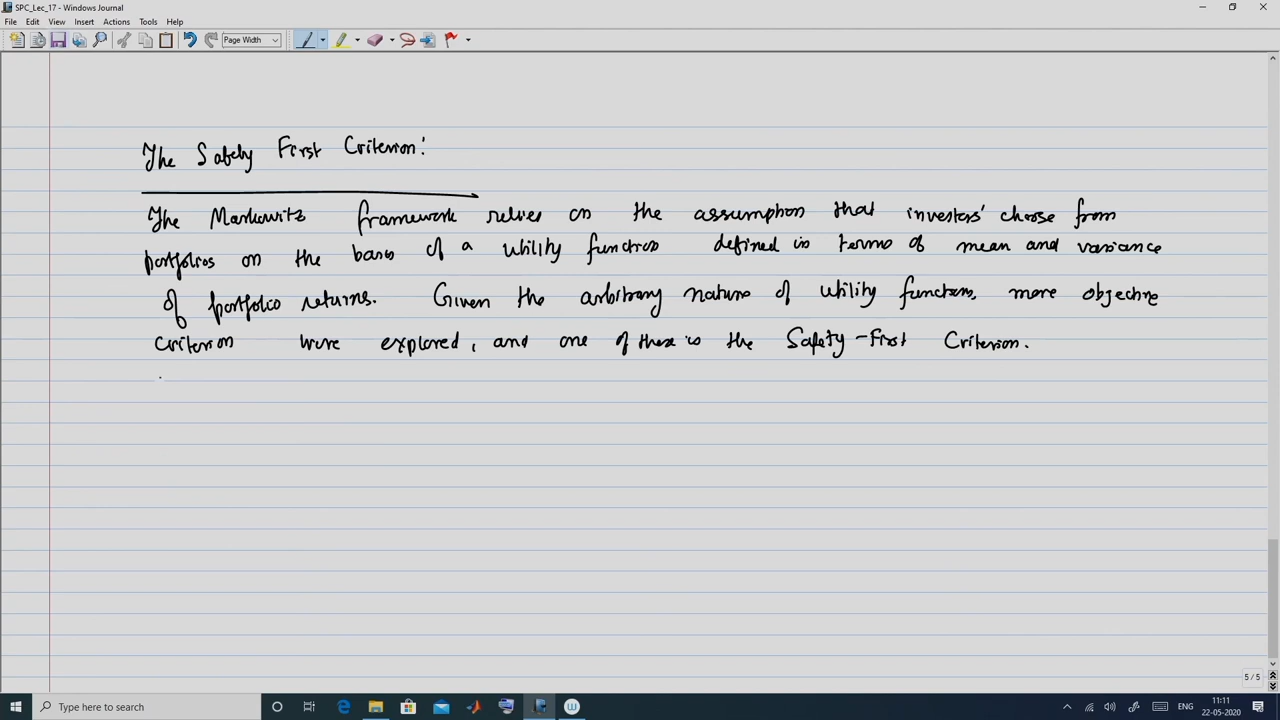 SPC_Lec_17 - Windows Journal
File Edit View Insert Actions Tools Help
Page Width
The Safety First Criterion:
The Markowitz framework relies on the assumption that investors' choose from
portfolios on the basis of a utility function defined in terms of mean and variance
of portfolio returns. Given the arbitrary nature of utility functions, more objective
criterion were explored, and one of these is the Safety-First Criterion.
5/5
Type here to search
ENG
11:11
22-05-2020